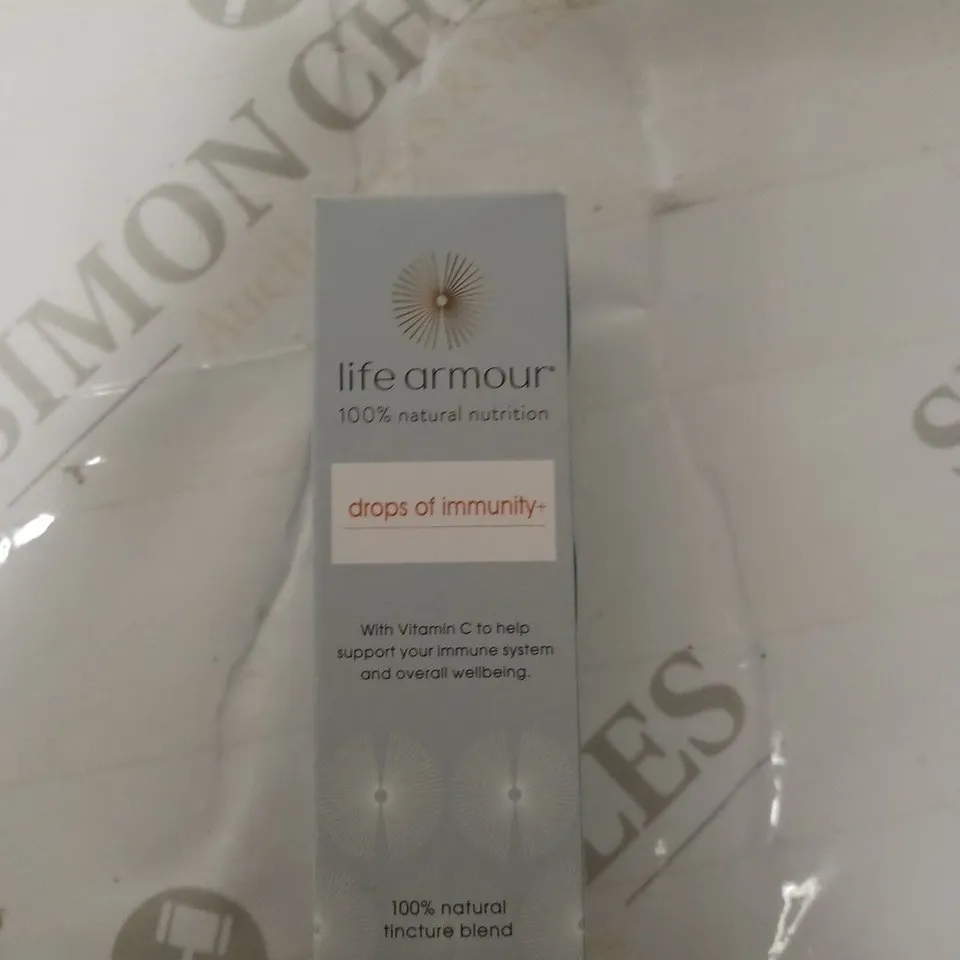 SIMON CH
Auct
life armour®
100% natural nutrition
drops of immunity+
With Vitamin C to help
support your immune system
and overall wellbeing.
LES
S
100% natural
tincture blend